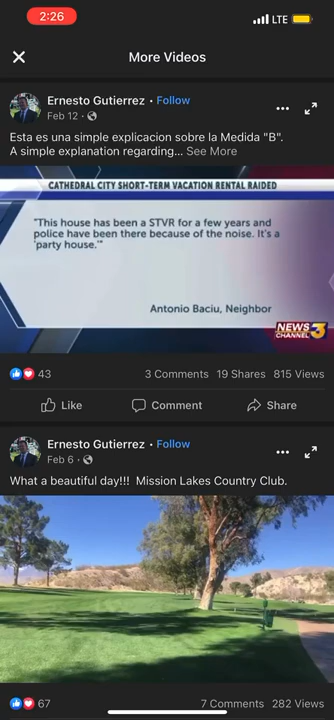 2:26
LTE
More Videos
Ernesto Gutierrez · Follow
Feb 12 ·
Esta es una simple explicacion sobre la Medida "B".
A simple explanation regarding... See More
CATHEDRAL CITY SHORT-TERM VACATION RENTAL RAIDED
"This house has been a STVR for a few years and
police have been there because of the noise. It's a
'party house.'"
Antonio Baciu, Neighbor
NEWS
CHANNEL 3
43
3 Comments 19 Shares 815 Views
Like Comment Share
Ernesto Gutierrez · Follow
Feb 6 ·
What a beautiful day!!! Mission Lakes Country Club.
67
7 Comments 282 Views